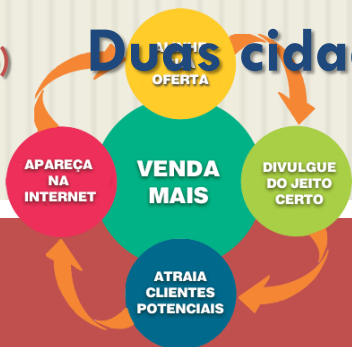 Duas cida
OFERTA
APAREÇA
NA
INTERNET
VENDA
MAIS
DIVULGUE
DO JEITO
CERTO
ATRAIA
CLIENTES
POTENCIAIS